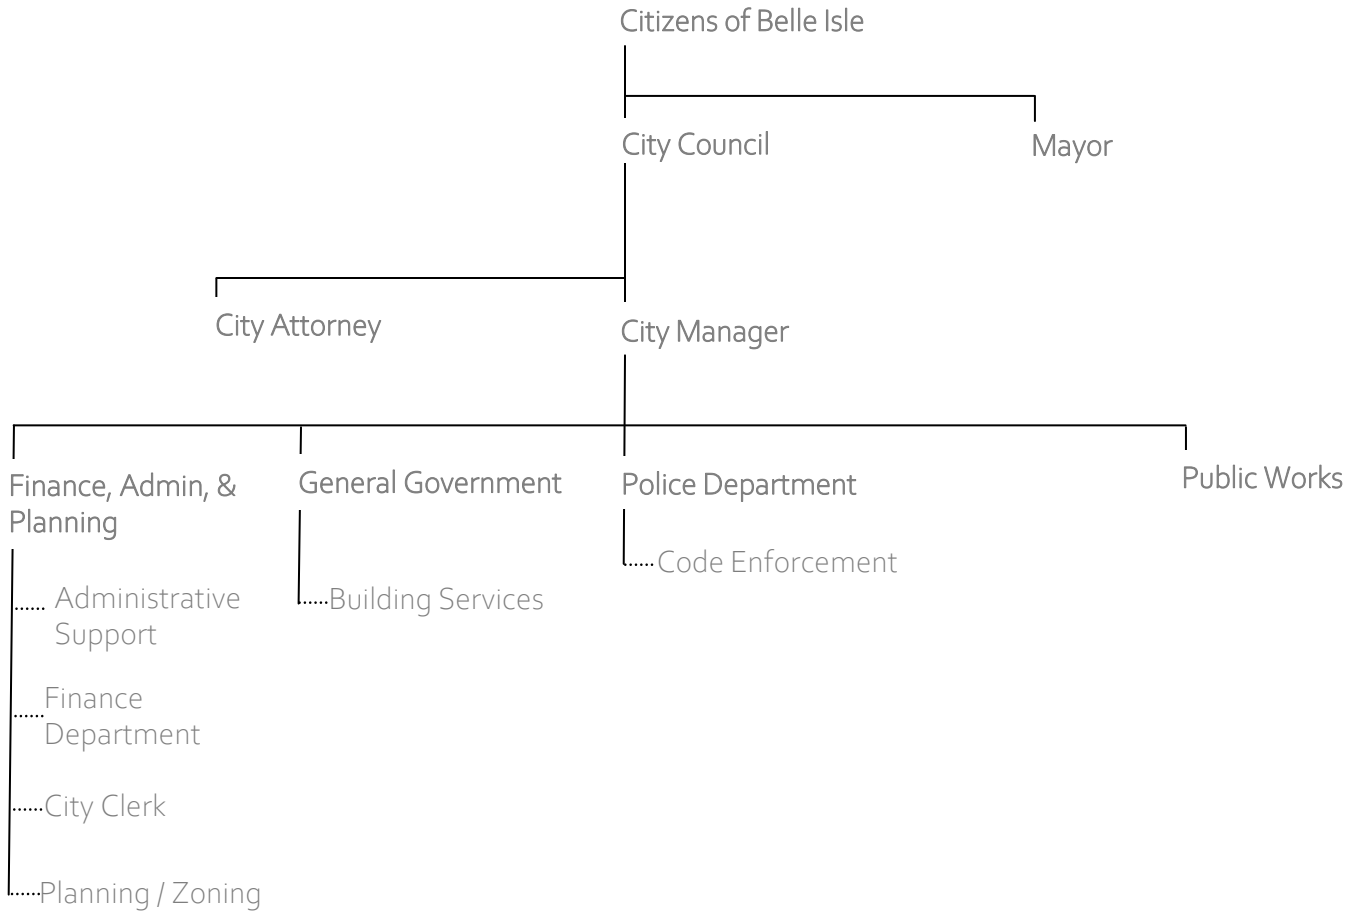 Citizens of Belle Isle
City Council
Mayor
City Attorney
City Manager
Finance, Admin, &
Planning
General Government
Police Department
Public Works
Administrative
Support
Finance
Department
City Clerk
Planning / Zoning
Building Services
Code Enforcement